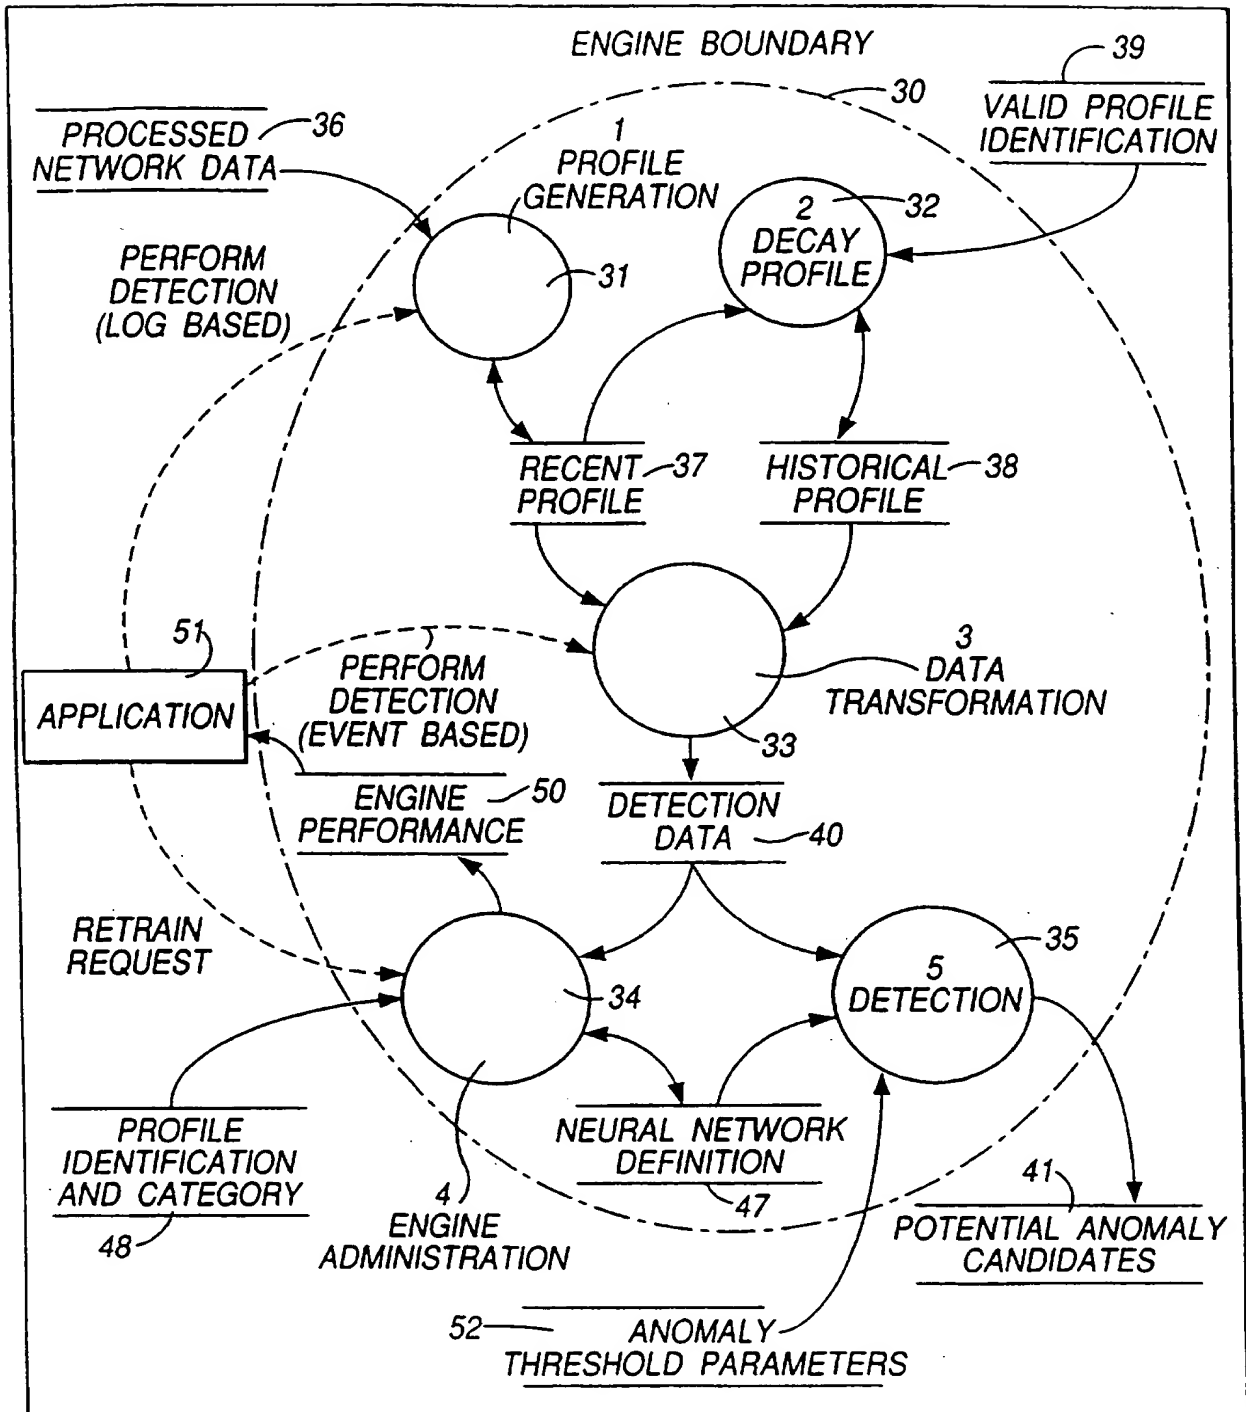 ENGINE BOUNDARY
30
39
VALID PROFILE
IDENTIFICATION
PROCESSED
NETWORK DATA
36
1
PROFILE
GENERATION
31
2
DECAY
PROFILE
32
PERFORM
DETECTION
(LOG BASED)
RECENT
PROFILE
37
HISTORICAL
PROFILE
38
51
APPLICATION
PERFORM
DETECTION
(EVENT BASED)
3
DATA
TRANSFORMATION
33
ENGINE
PERFORMANCE
50
DETECTION
DATA
40
RETRAIN
REQUEST
34
5
DETECTION
35
PROFILE
IDENTIFICATION
AND CATEGORY
48
4
ENGINE
ADMINISTRATION
NEURAL NETWORK
DEFINITION
47
41
POTENTIAL ANOMALY
CANDIDATES
52
ANOMALY
THRESHOLD PARAMETERS